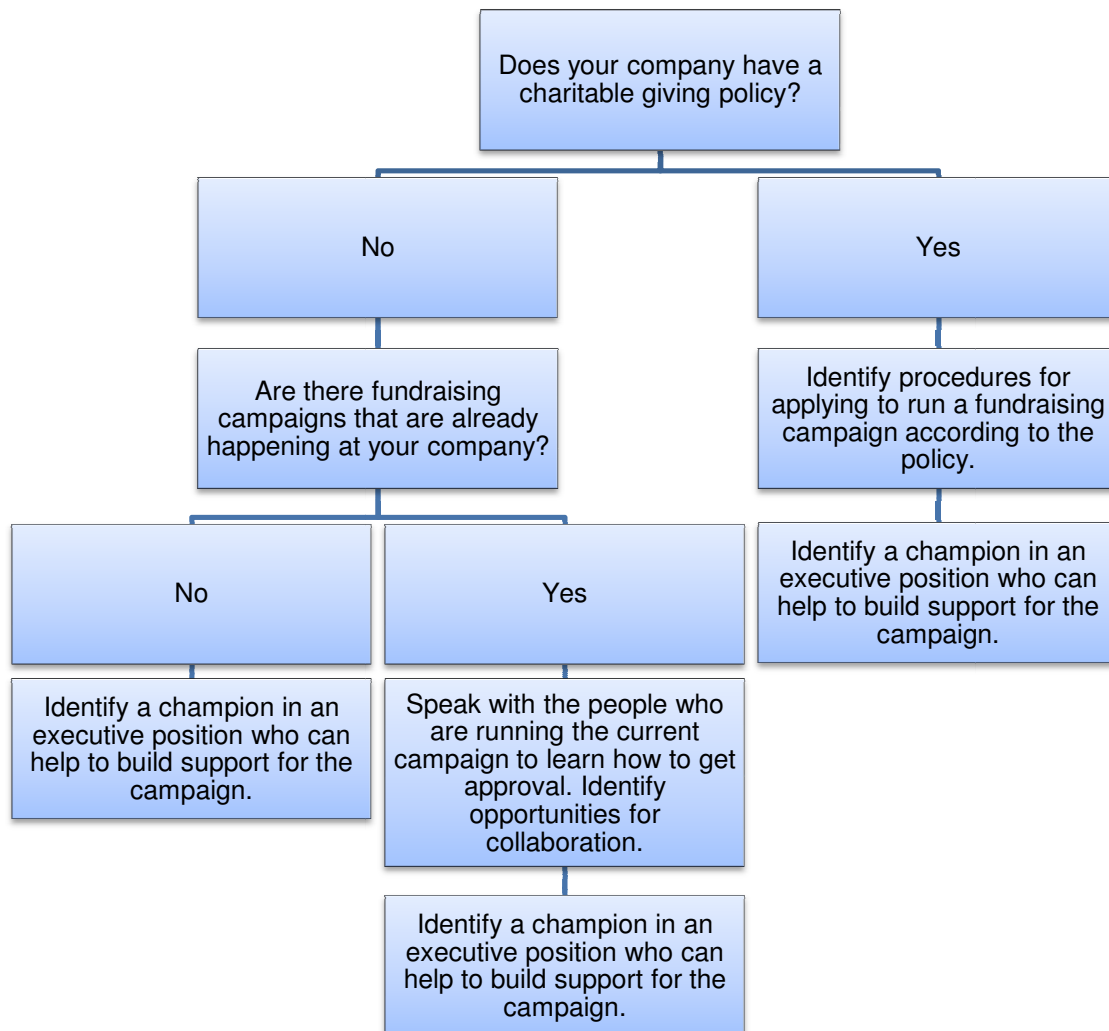 Does your company have a
charitable giving policy?
No
Yes
Are there fundraising
campaigns that are already
happening at your company?
Identify procedures for
applying to run a fundraising
campaign according to the
policy.
No
Yes
Identify a champion in an
executive position who can
help to build support for the
campaign.
Identify a champion in an
executive position who can
help to build support for the
campaign.
Speak with the people who
are running the current
campaign to learn how to get
approval. Identify
opportunities for
collaboration.
Identify a champion in an
executive position who can
help to build support for the
campaign.